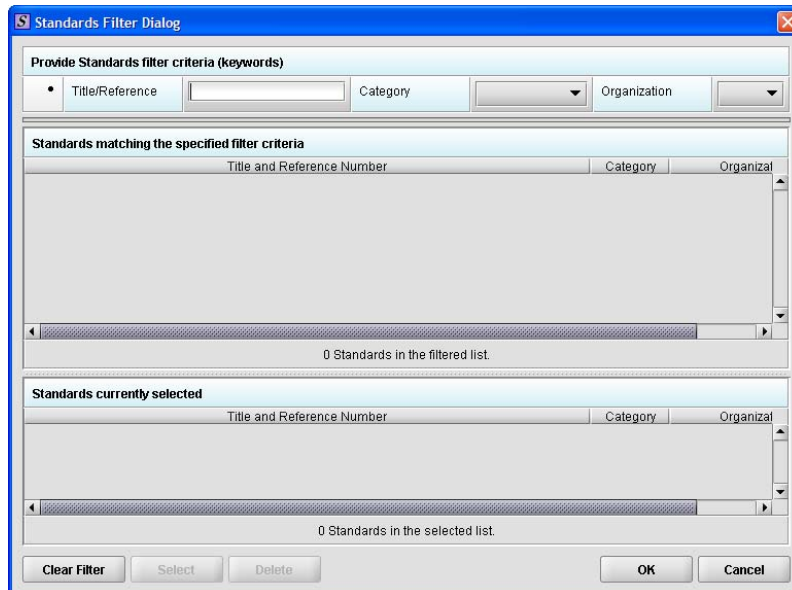 S Standards Filter Dialog
Provide Standards filter criteria (keywords)
• Title/Reference Category Organization
Standards matching the specified filter criteria
Title and Reference Number Category Organizat
0 Standards in the filtered list.
Standards currently selected
Title and Reference Number Category Organizat
0 Standards in the selected list.
Clear Filter Select Delete OK Cancel